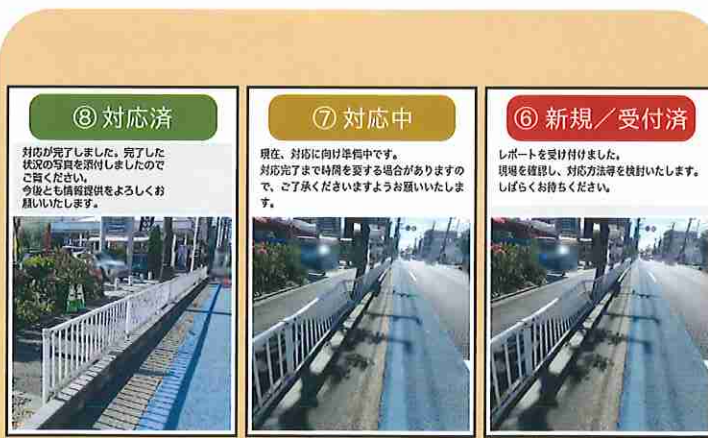 ⑧ 対応済
対応が完了しました。完了した
状況の写真を添付しましたので
ご覧ください。
今後とも情報提供をよろしくお
願いいたします。
⑦ 対応中
現在、対応に向け準備中です。
対応完了まで時間を要する場合がありますの
で、ご了承くださいますようお願いいたしま
す。
⑥ 新規／受付済
レポートを受け付けました。
現場を確認し、対応方法等を検討いたします。
しばらくお待ちください。